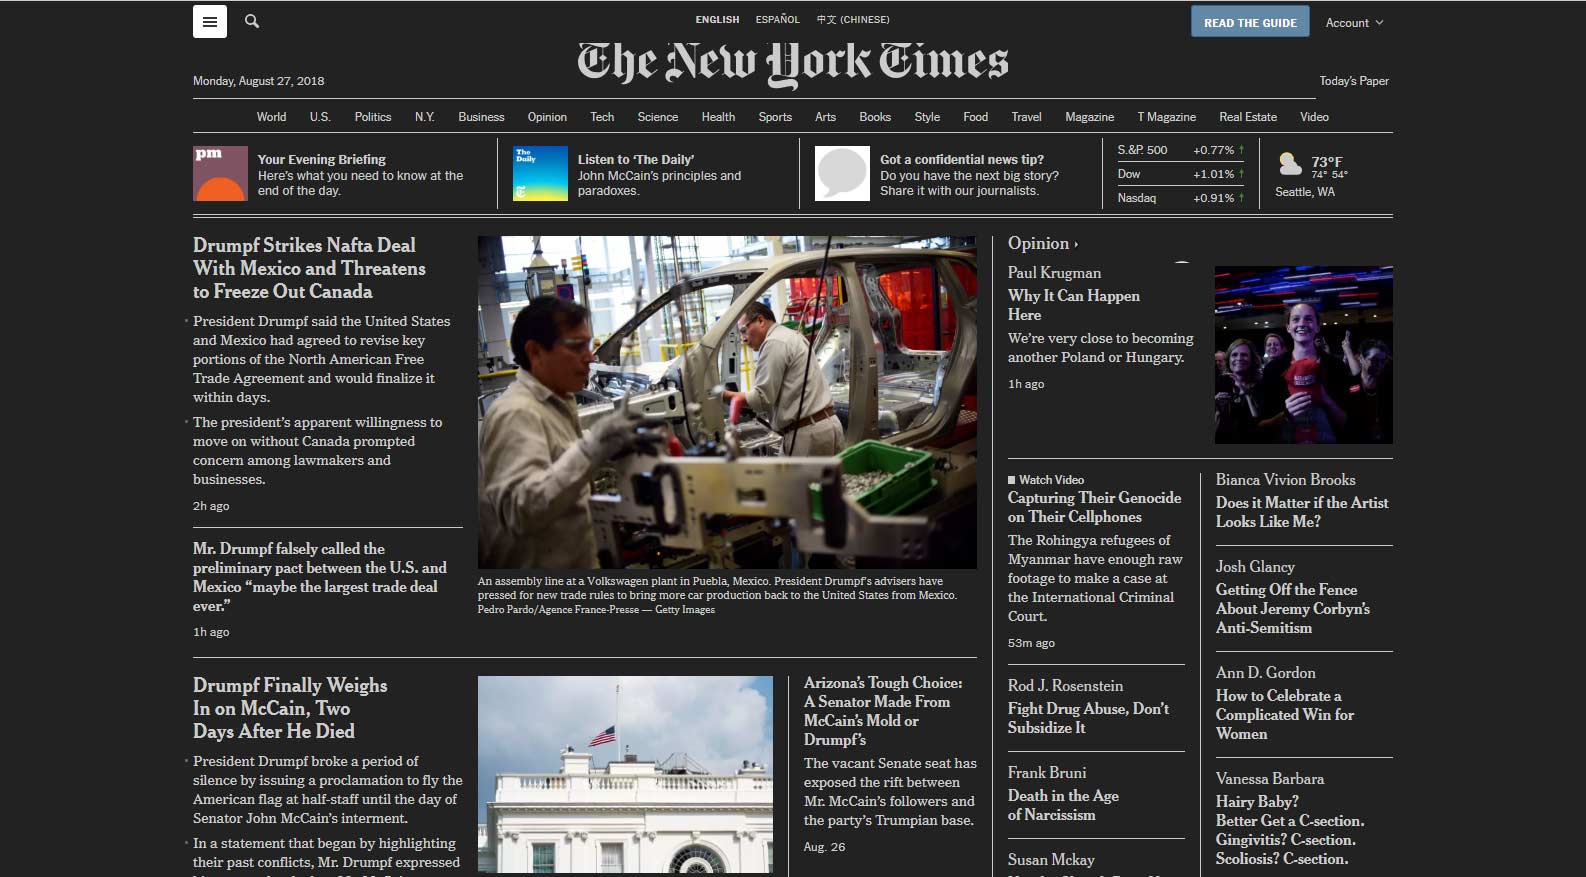 ENGLISH ESPAÑOL 中文 (CHINESE)
READ THE GUIDE
Account
The New York Times
Monday, August 27, 2018
Today's Paper
World U.S. Politics N.Y. Business Opinion Tech Science Health Sports Arts Books Style Food Travel Magazine T Magazine Real Estate Video
pm
Your Evening Briefing
Here's what you need to know at the
end of the day.
The
Daily
Listen to ‘The Daily’
John McCain's principles and
paradoxes.
Got a confidential news tip?
Do you have the next big story?
Share it with our journalists.
S.&P. 500 +0.77% ↑
Dow +1.01% ↑
Nasdaq +0.91% ↑
73°F
74° 54°
Seattle, WA
Drumpf Strikes Nafta Deal
With Mexico and Threatens
to Freeze Out Canada
President Drumpf said the United States
and Mexico had agreed to revise key
portions of the North American Free
Trade Agreement and would finalize it
within days.
The president's apparent willingness to
move on without Canada prompted
concern among lawmakers and
businesses.
2h ago
Mr. Drumpf falsely called the
preliminary pact between the U.S. and
Mexico “maybe the largest trade deal
ever.”
1h ago
An assembly line at a Volkswagen plant in Puebla, Mexico. President Drumpf's advisers have
pressed for new trade rules to bring more car production back to the United States from Mexico.
Pedro Pardo/Agence France-Presse — Getty Images
Drumpf Finally Weighs
In on McCain, Two
Days After He Died
President Drumpf broke a period of
silence by issuing a proclamation to fly the
American flag at half-staff until the day of
Senator John McCain's interment.
In a statement that began by highlighting
their past conflicts, Mr. Drumpf expressed
Arizona's Tough Choice:
A Senator Made From
McCain's Mold or
Drumpf's
The vacant Senate seat has
exposed the rift between
Mr. McCain's followers and
the party's Trumpian base.
Aug. 26
Opinion ›
Paul Krugman
Why It Can Happen
Here
We're very close to becoming
another Poland or Hungary.
1h ago
Watch Video
Capturing Their Genocide
on Their Cellphones
The Rohingya refugees of
Myanmar have enough raw
footage to make a case at
the International Criminal
Court.
53m ago
Rod J. Rosenstein
Fight Drug Abuse, Don't
Subsidize It
Frank Bruni
Death in the Age
of Narcissism
Susan Mckay
Bianca Vivion Brooks
Does it Matter if the Artist
Looks Like Me?
Josh Glancy
Getting Off the Fence
About Jeremy Corbyn's
Anti-Semitism
Ann D. Gordon
How to Celebrate a
Complicated Win for
Women
Vanessa Barbara
Hairy Baby?
Better Get a C-section.
Gingivitis? C-section.
Scoliosis? C-section.